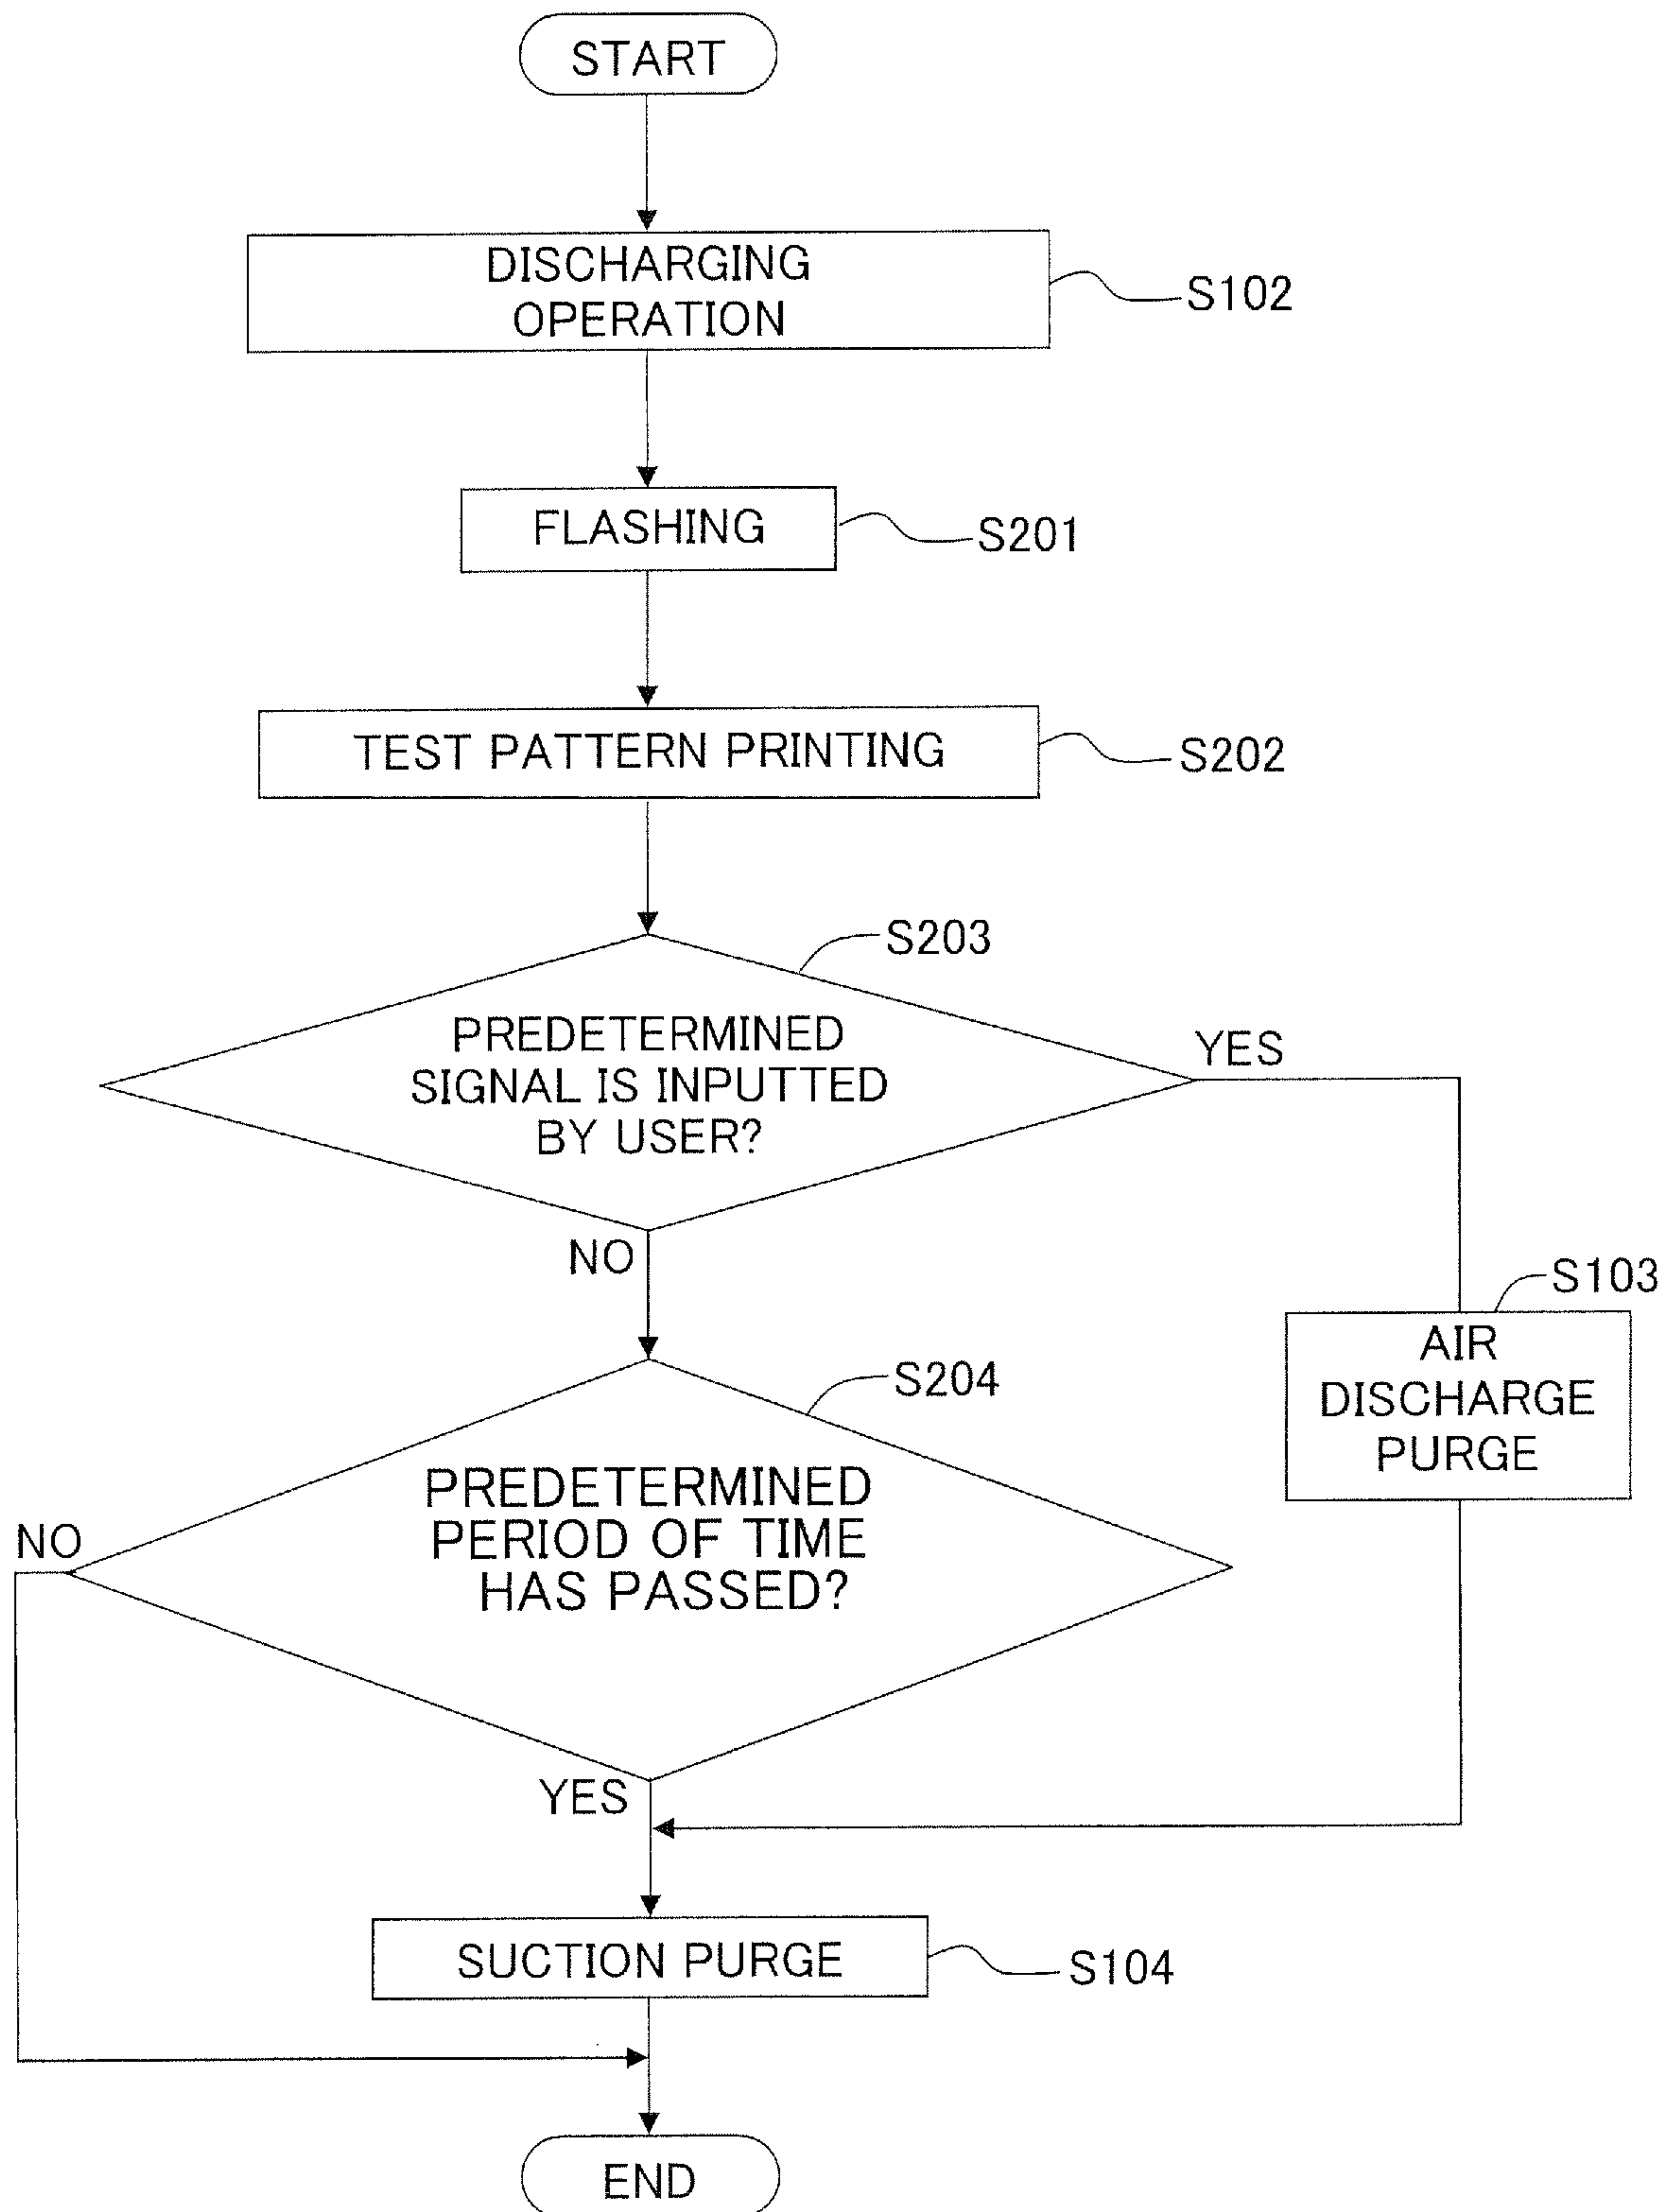 START
DISCHARGING
OPERATION
S102
FLASHING
S201
TEST PATTERN PRINTING
S202
S203
PREDETERMINED
SIGNAL IS INPUTTED
BY USER?
YES
NO
S103
AIR
DISCHARGE
PURGE
S204
PREDETERMINED
PERIOD OF TIME
HAS PASSED?
NO
YES
SUCTION PURGE
S104
END